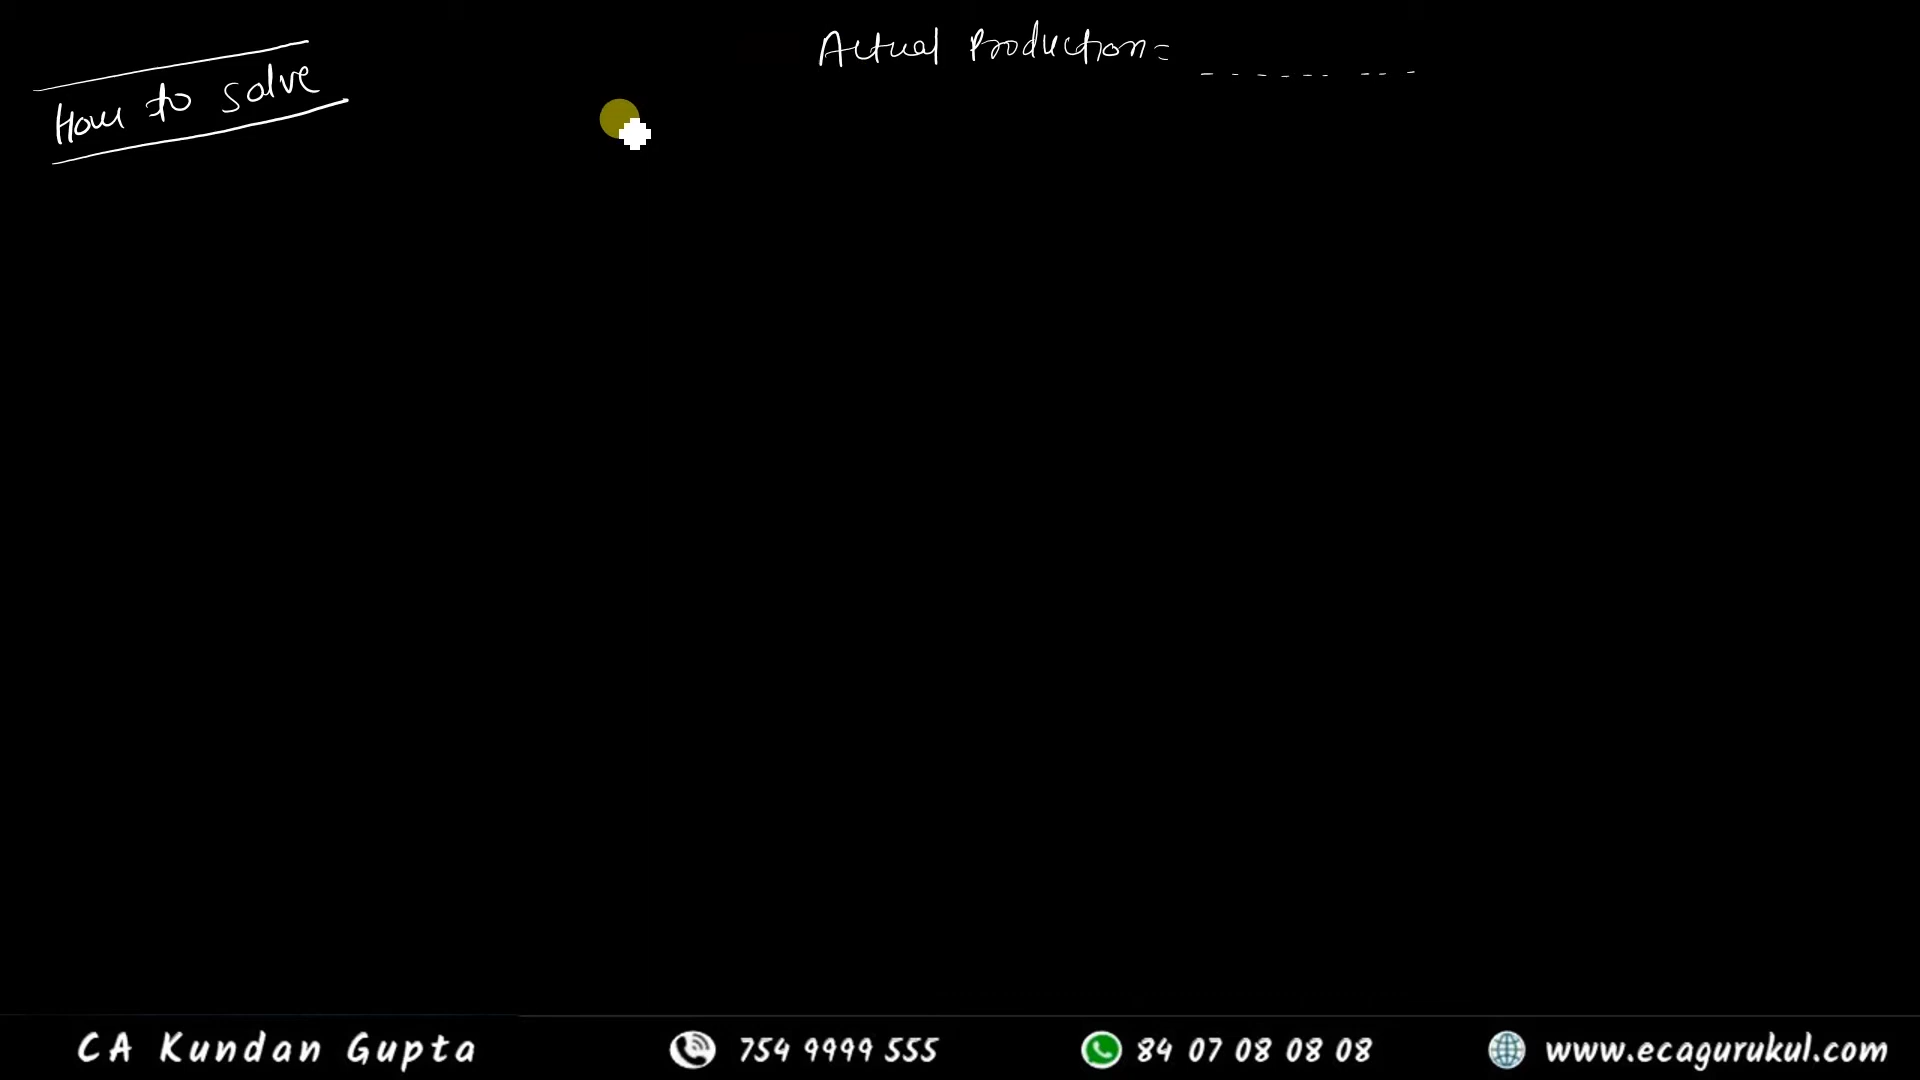 How to solve
Actual Production = ---------
CA Kundan Gupta
754 9999 555
84 07 08 08 08
www.ecagurukul.com